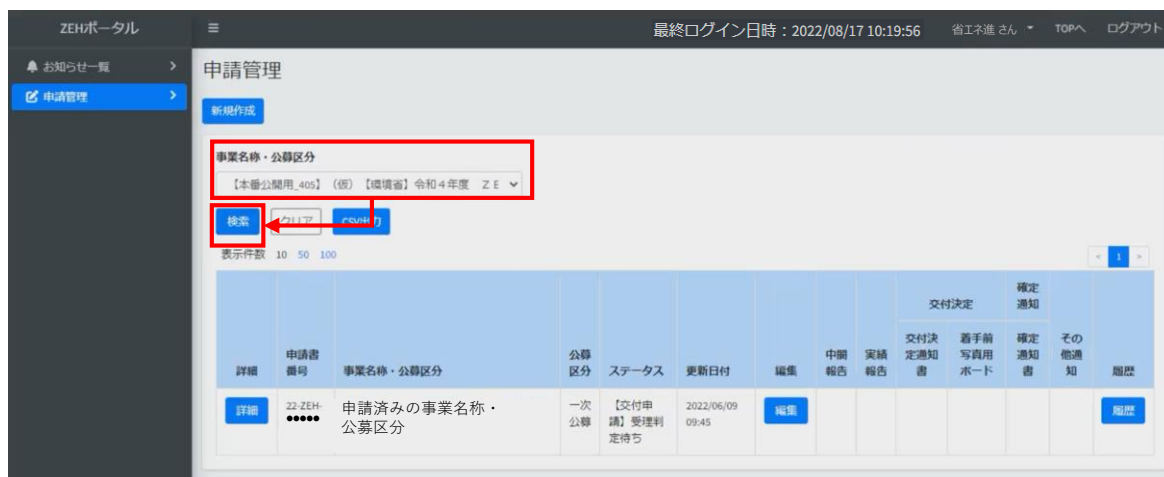 ZEHポータル
最終ログイン日時：2022/08/17 10:19:56 省エネ進 さん TOPへ ログアウト
お知らせ一覧
申請管理
申請管理
新規作成
事業名称・公募区分
【本番公開用_405】（仮）【環境省】令和４年度 ＺＥ
検索 クリア CSV出力
表示件数 10 50 100
< 1 >
詳細 申請書番号 事業名称・公募区分 公募区分 ステータス 更新日付 編集 中間報告 実績報告 交付決定 確定通知 その他通知 履歴
交付決定通知書 着手前写真用ボード 確定通知書
詳細 22-ZEH-●●●●● 申請済みの事業名称・ 一次公募 【交付申請】受理判定待ち 2022/06/09 09:45 編集 履歴
公募区分